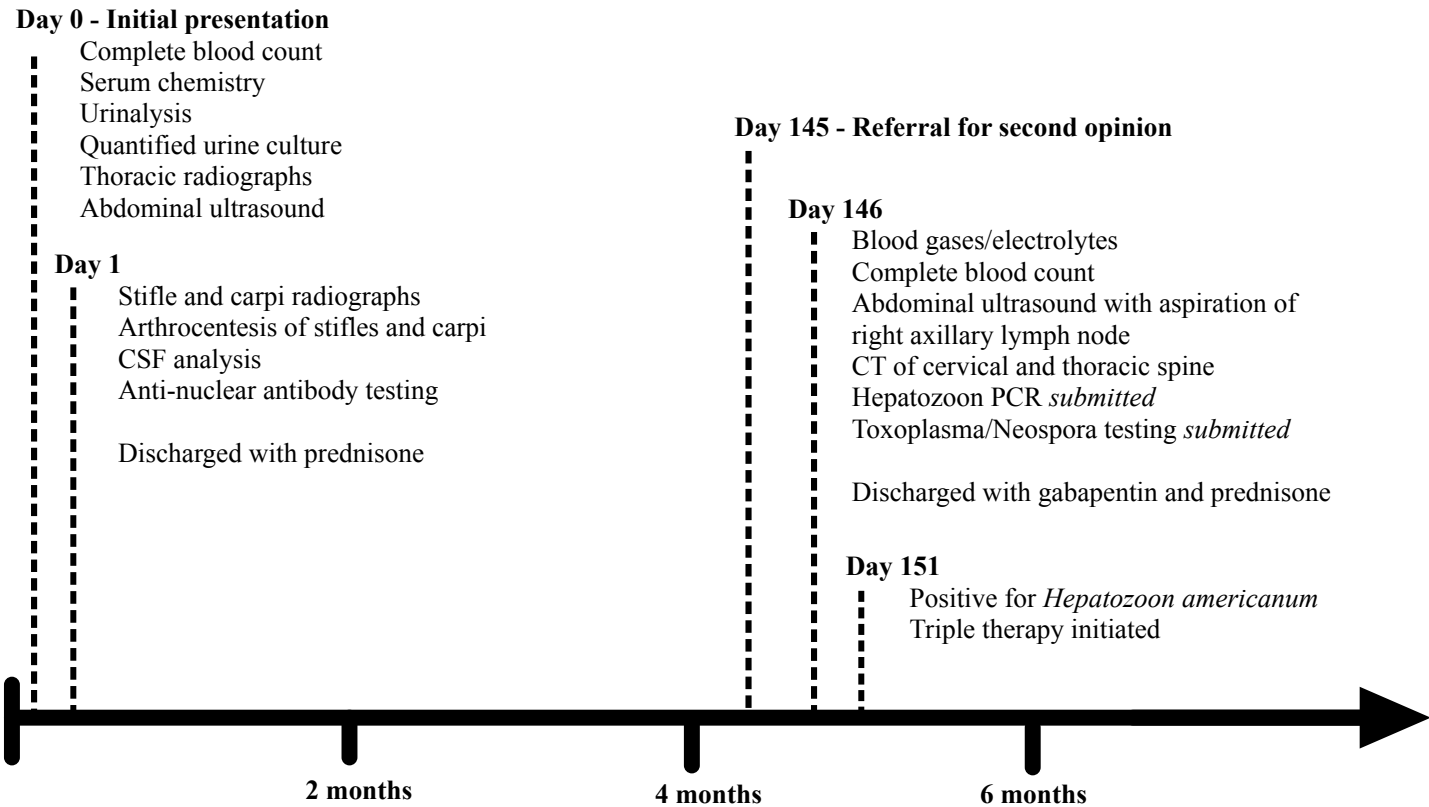 Day 0 - Initial presentation
Complete blood count
Serum chemistry
Urinalysis
Quantified urine culture
Thoracic radiographs
Abdominal ultrasound
Day 1
Stifle and carpi radiographs
Arthrocentesis of stifles and carpi
CSF analysis
Anti-nuclear antibody testing
Discharged with prednisone
Day 145 - Referral for second opinion
Day 146
Blood gases/electrolytes
Complete blood count
Abdominal ultrasound with aspiration of
right axillary lymph node
CT of cervical and thoracic spine
Hepatozoon PCR submitted
Toxoplasma/Neospora testing submitted
Discharged with gabapentin and prednisone
Day 151
Positive for Hepatozoon americanum
Triple therapy initiated
2 months
4 months
6 months